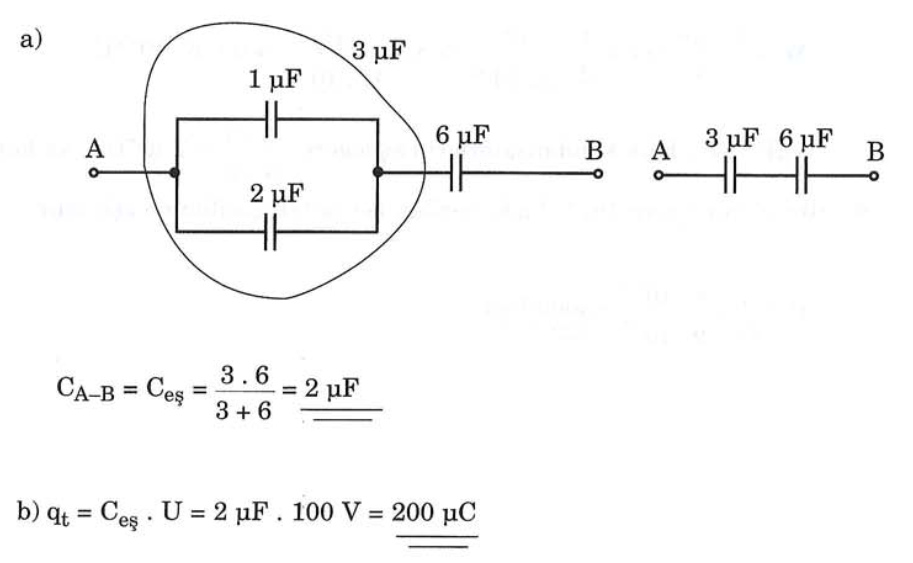 a)
3 µF
1 µF
A
2 µF
6 µF
B
A
3 µF 6 µF
B
C_A–B = C_eş = 3 . 6 / 3 + 6 = 2 µF
b) q_t = C_eş . U = 2 µF . 100 V = 200 µC